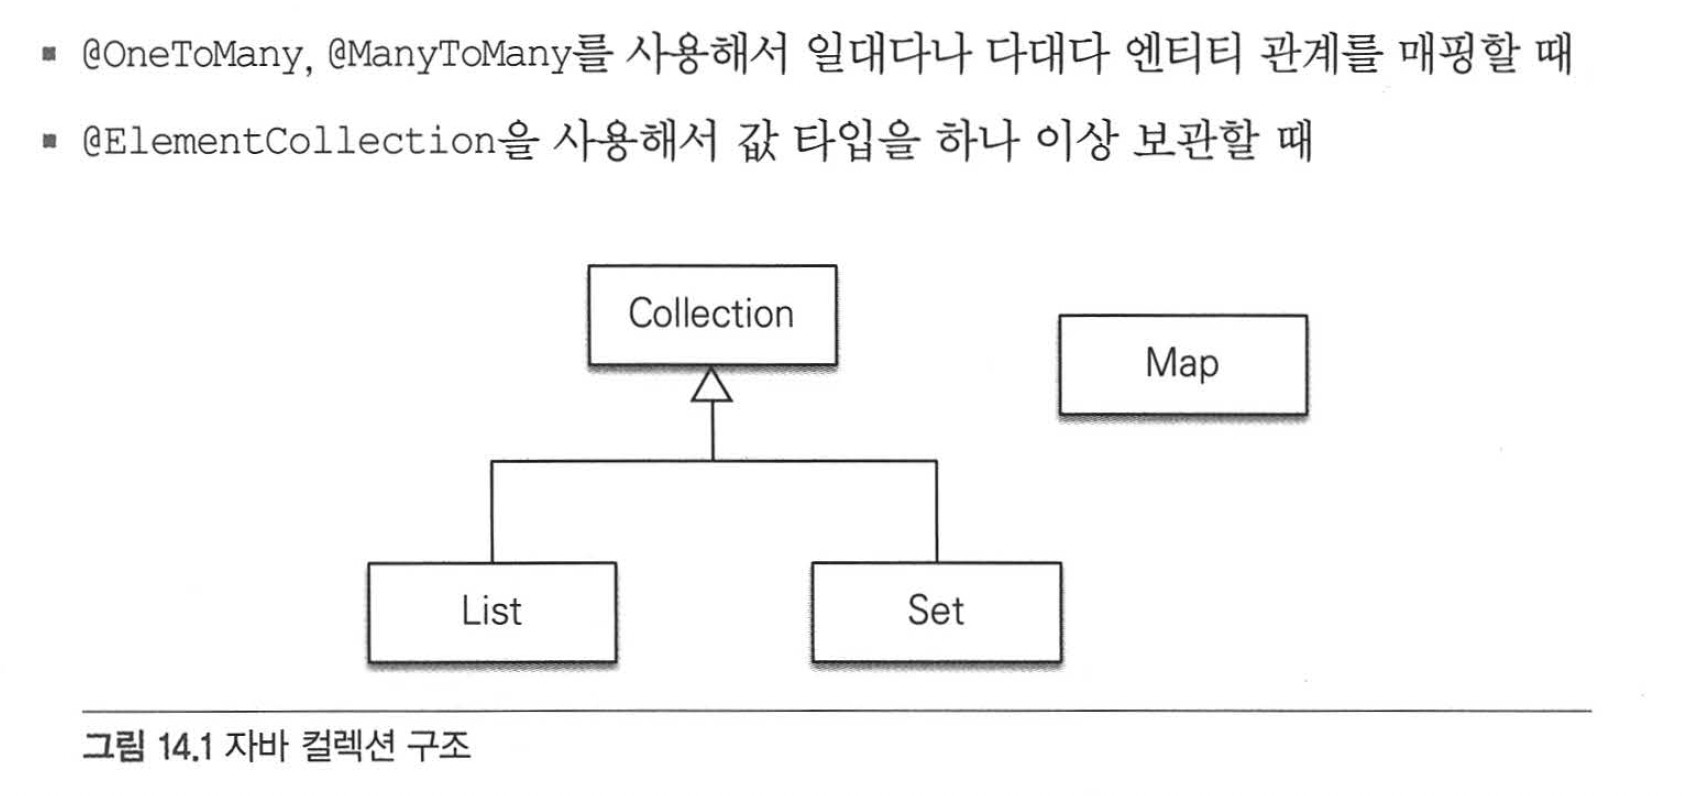 ▪ @OneToMany, @ManyToMany를 사용해서 일대다나 다대다 엔티티 관계를 매핑할 때
▪ @ElementCollection을 사용해서 값 타입을 하나 이상 보관할 때
Collection
Map
List
Set
그림 14.1 자바 컬렉션 구조